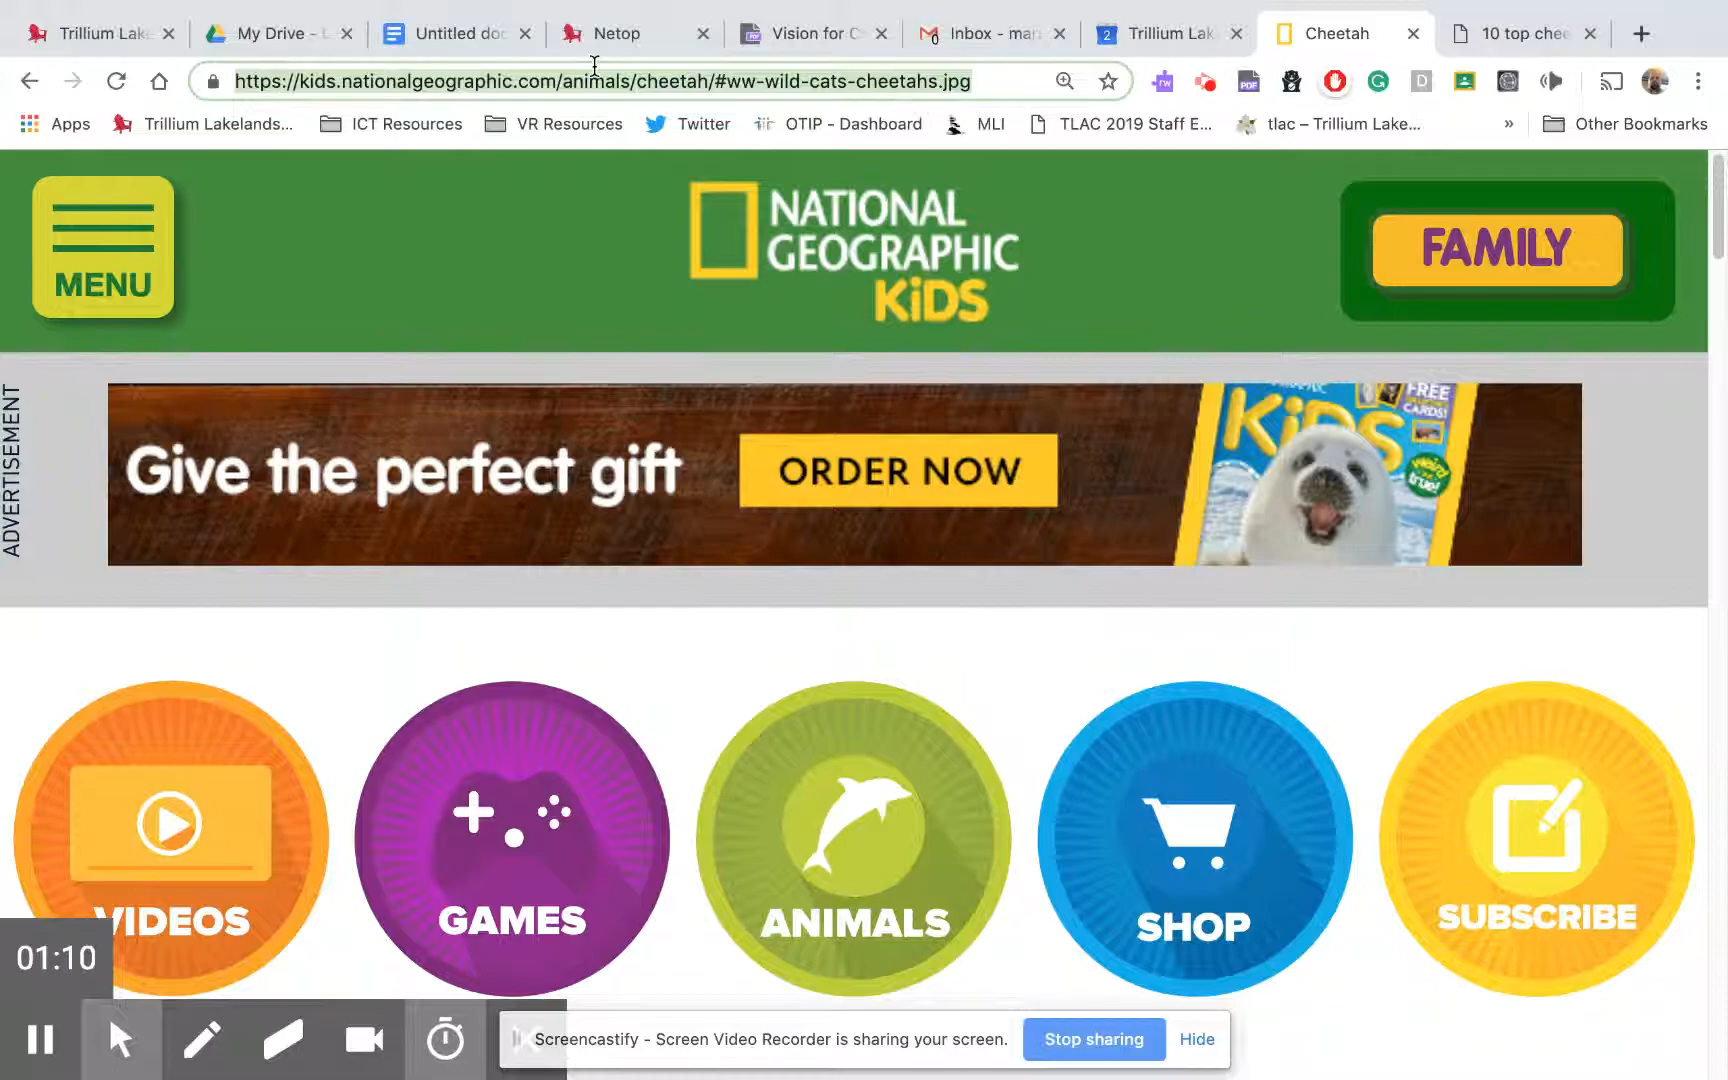 Trillium Lake
My Drive - L
Untitled doc
Netop
Vision for C
Inbox - mar
Trillium Lak
Cheetah
10 top chee
https://kids.nationalgeographic.com/animals/cheetah/#ww-wild-cats-cheetahs.jpg
Apps
Trillium Lakelands...
ICT Resources
VR Resources
Twitter
OTIP - Dashboard
MLI
TLAC 2019 Staff E...
tlac – Trillium Lake...
»
Other Bookmarks
MENU
NATIONAL
GEOGRAPHIC
KiDS
FAMILY
ADVERTISEMENT
Give the perfect gift
ORDER NOW
KiDS
FREE
CARDS!
Weird
true!
VIDEOS
GAMES
ANIMALS
SHOP
SUBSCRIBE
01:10
Screencastify - Screen Video Recorder is sharing your screen.
Stop sharing
Hide